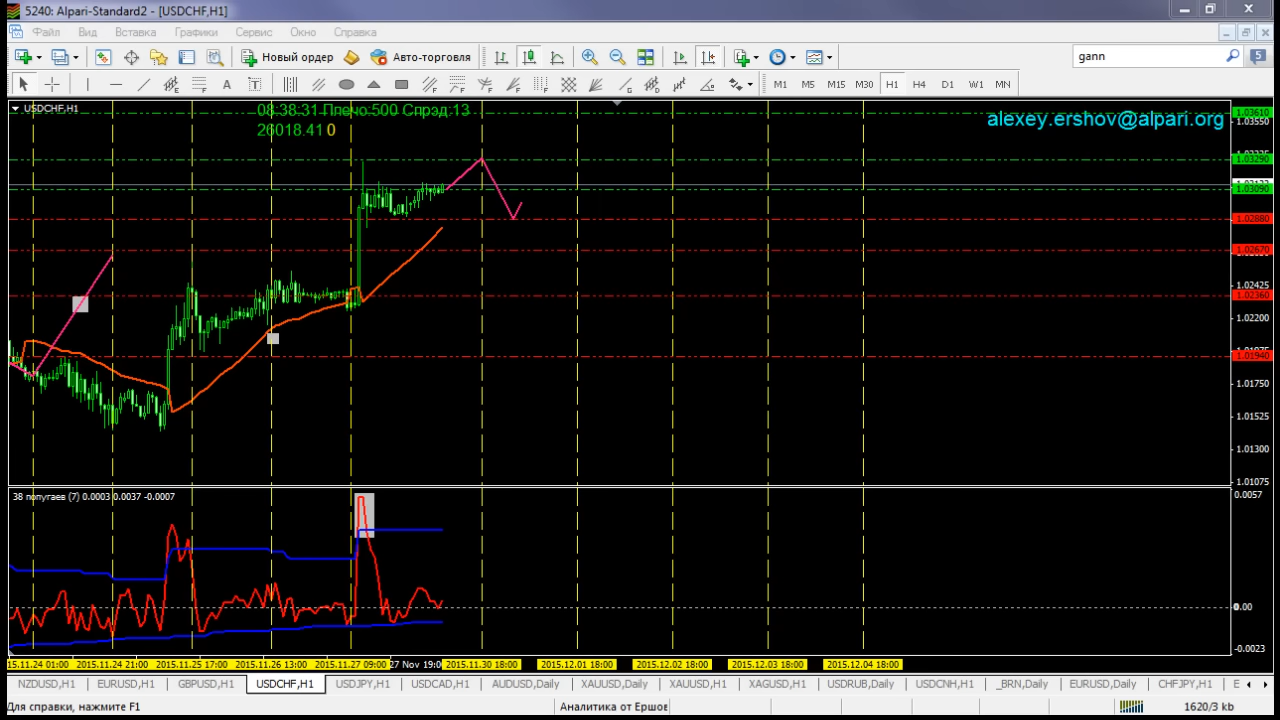 5240: Alpari-Standard2 - [USDCHF,H1]
Файл Вид Вставка Графики Сервис Окно Справка
Новый ордер Авто-торговля gann 5
A T M1 M5 M15 M30 H1 H4 D1 W1 MN
USDCHF,H1
08:38:31 Плечо:500 Спрэд:13
26018.41 0
alexey.ershov@alpari.org
1.03610
1.03550
1.03290
1.03090
1.02880
1.02670
1.02425
1.02360
1.02200
1.01940
1.01750
1.01525
1.01300
1.01075
38 попугаев (7) 0.0003 0.0037 -0.0007
0.0057
0.00
-0.0023
2015.11.24 21:00 2015.11.25 17:00 2015.11.26 13:00 2015.11.27 09:00 27 Nov 2015.11.30 18:00 2015.12.01 18:00 2015.12.02 18:00 2015.12.03 18:00 2015.12.04 18:00
NZDUSD,H1 EURUSD,H1 GBPUSD,H1 USDCHF,H1 USDJPY,H1 USDCAD,H1 AUDUSD,Daily XAUUSD,Daily XAUUSD,H1 XAGUSD,H1 USDRUB,Daily USDCNH,H1 _BRN,Daily EURUSD,Daily CHFJPY,H1 E
Для справки, нажмите F1 Аналитика от Ершов 1620/3 kb